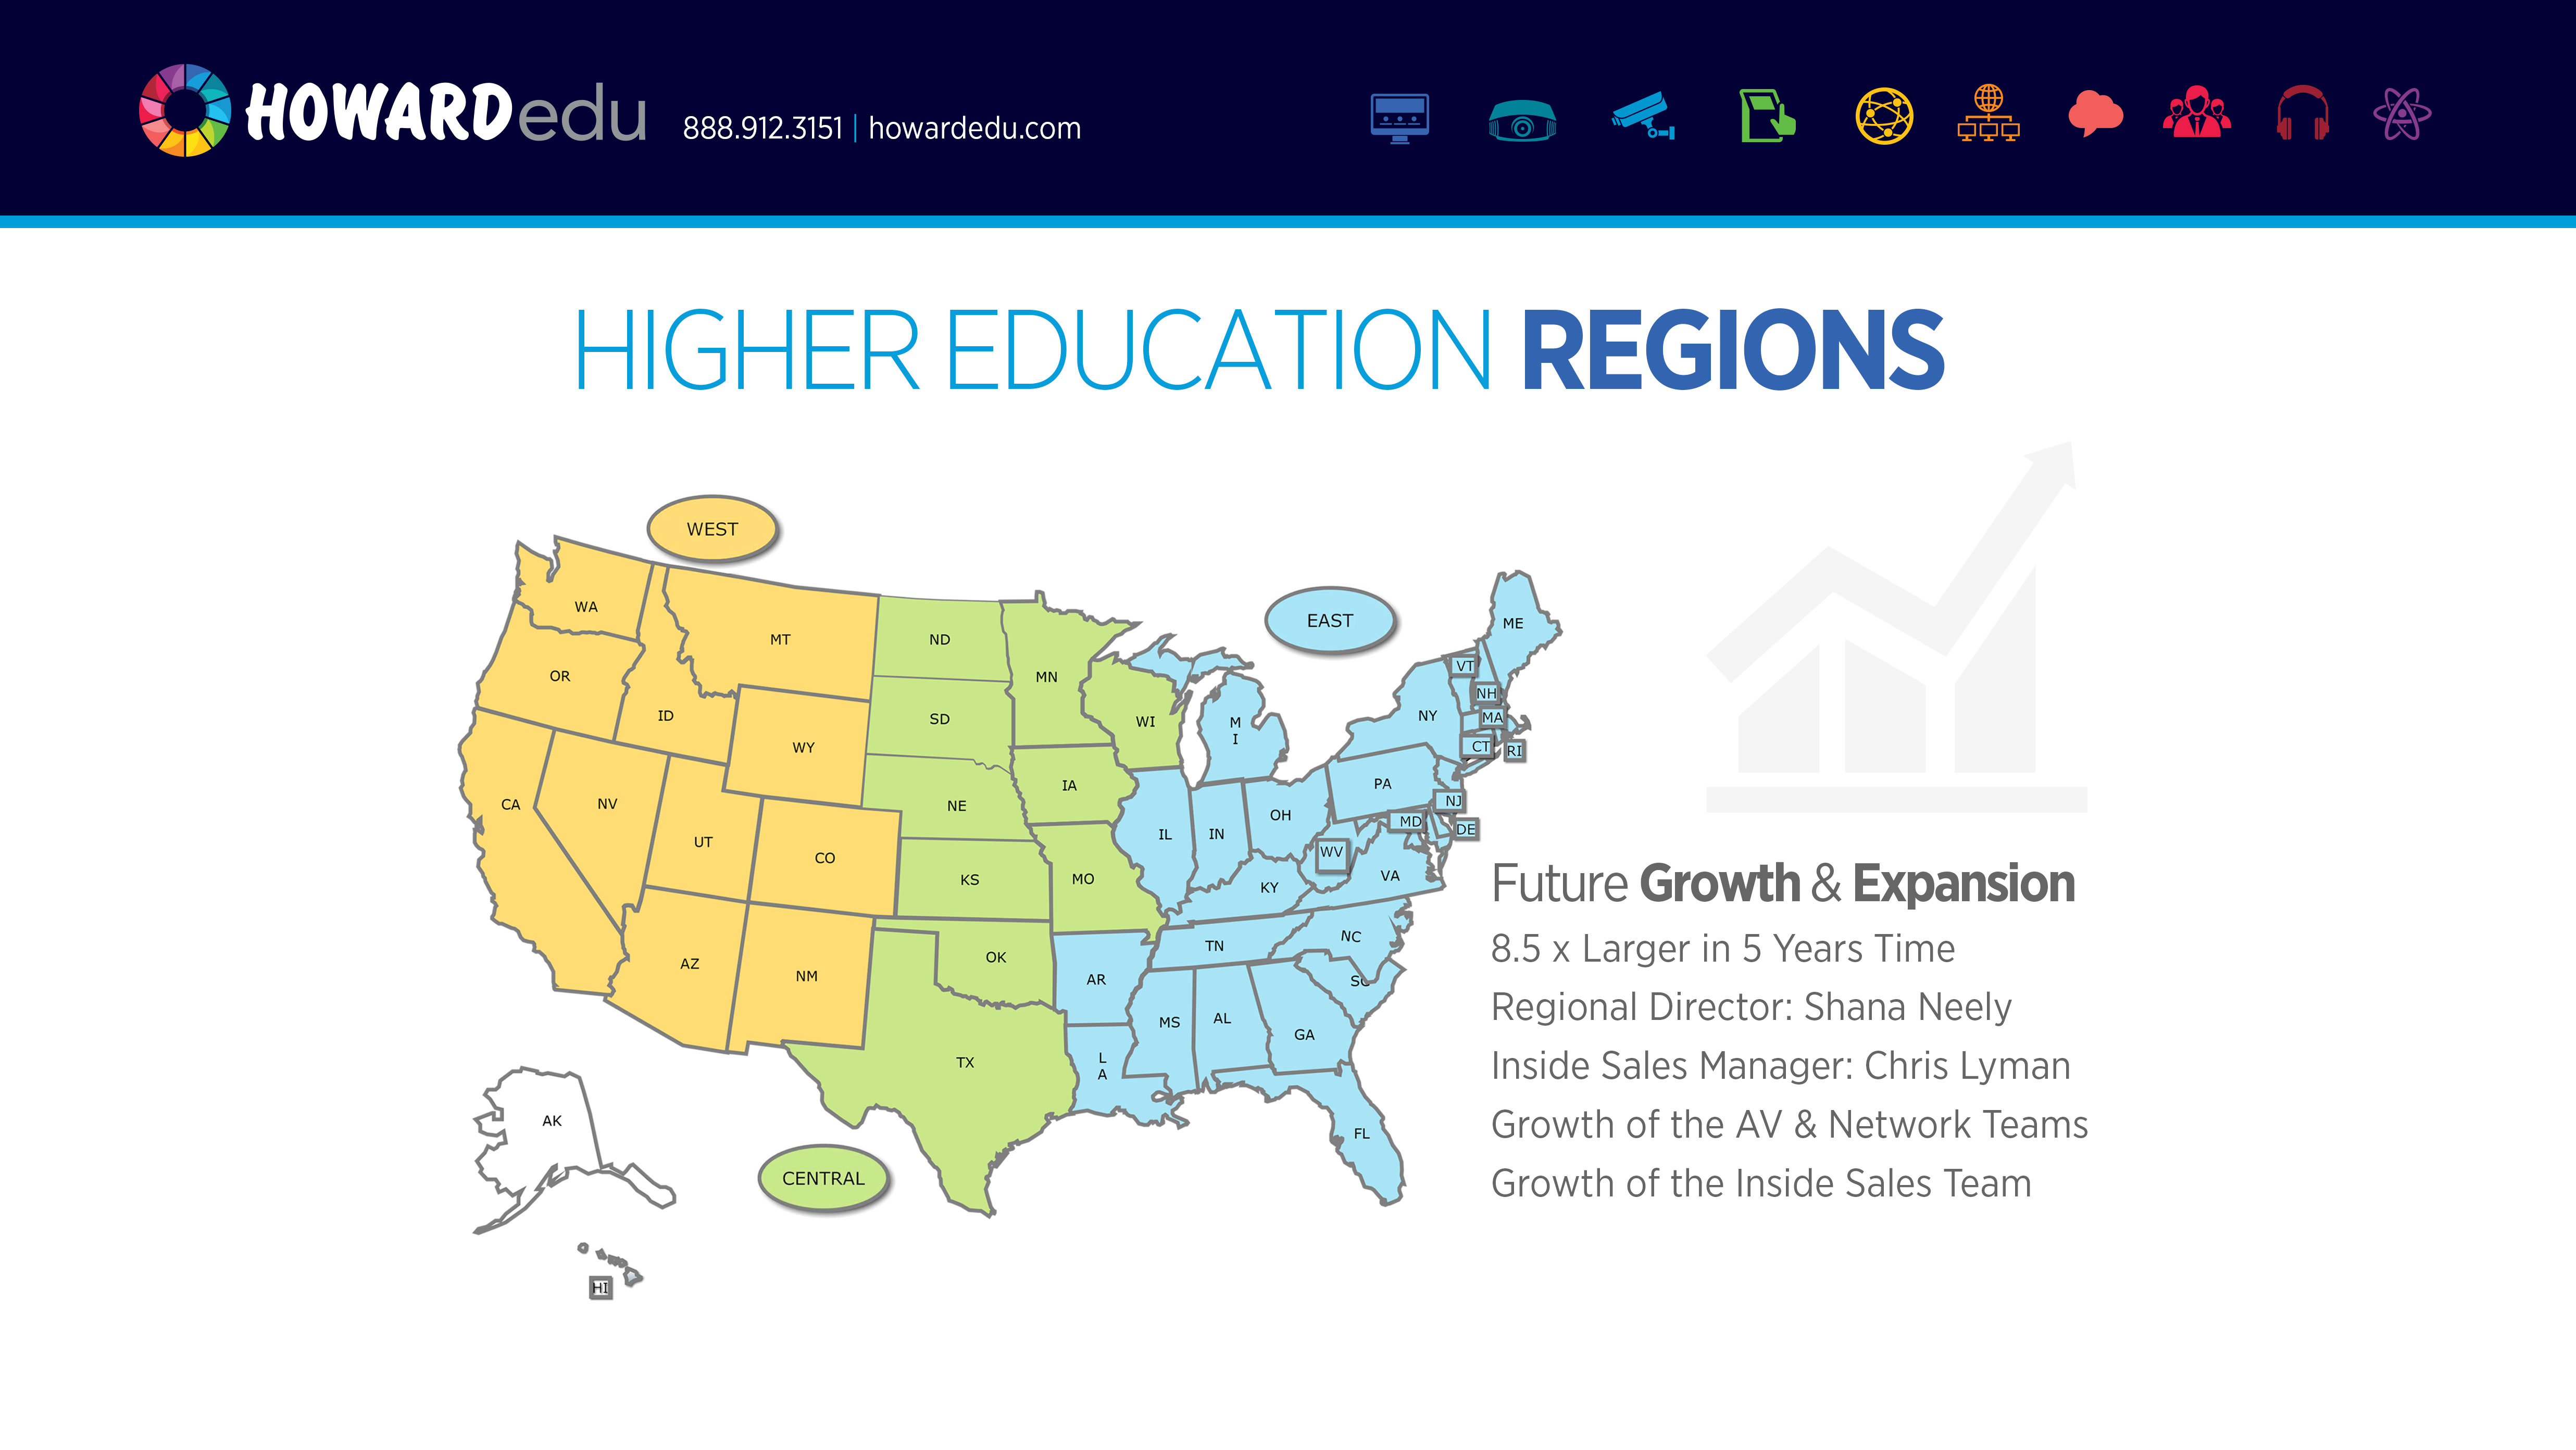 HOWARD edu 888.912.3151 | howardedu.com
HIGHER EDUCATION REGIONS
WEST
EAST
CENTRAL
WA
OR
ID
MT
WY
CA
NV
UT
CO
AZ
NM
AK
HI
ND
SD
NE
KS
OK
TX
MN
IA
MO
WI
M
I
IL
IN
OH
KY
TN
AR
L
A
MS
AL
GA
FL
SC
NC
VA
WV
PA
NY
MD
DE
NJ
CT
RI
MA
NH
VT
ME
Future Growth & Expansion
8.5 x Larger in 5 Years Time
Regional Director: Shana Neely
Inside Sales Manager: Chris Lyman
Growth of the AV & Network Teams
Growth of the Inside Sales Team